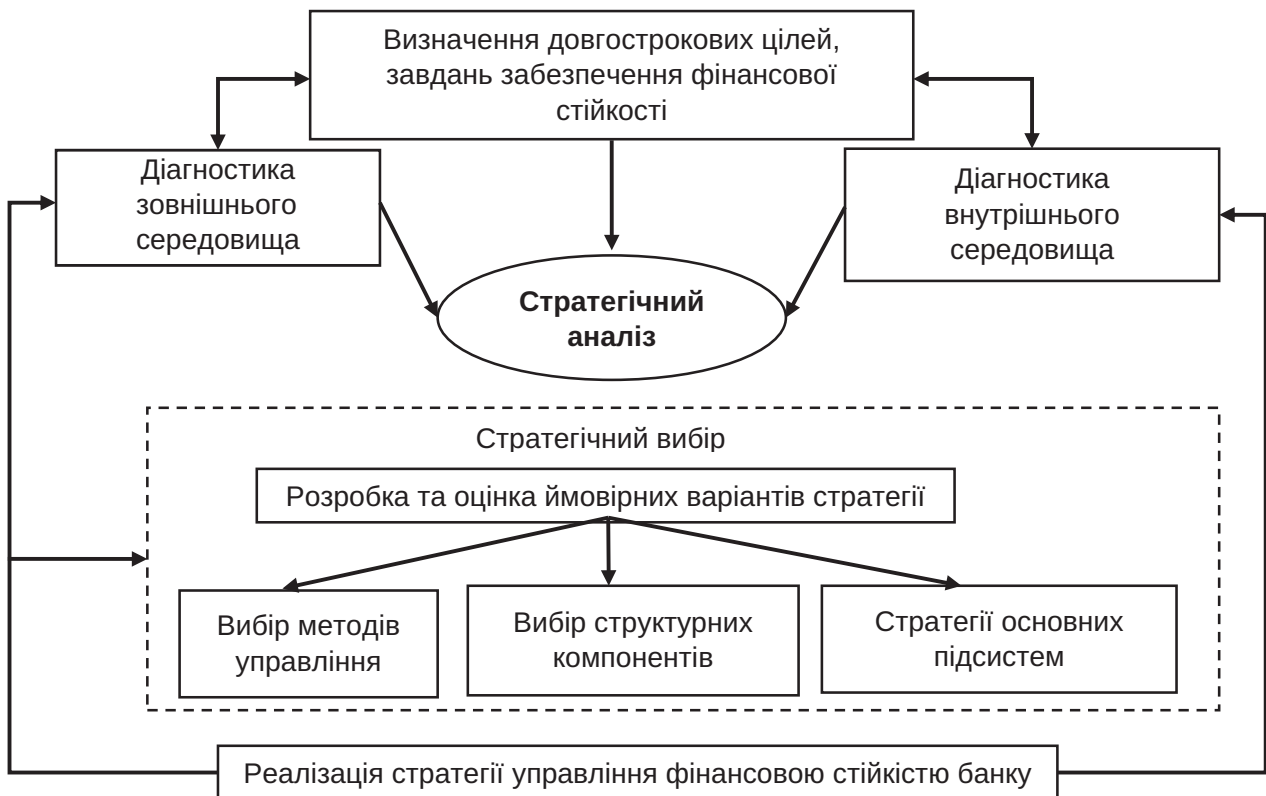 Визначення довгострокових цілей,
завдань забезпечення фінансової
стійкості
Діагностика
зовнішнього
середовища
Діагностика
внутрішнього
середовища
Стратегічний
аналіз
Стратегічний вибір
Розробка та оцінка ймовірних варіантів стратегії
Вибір методів
управління
Вибір структурних
компонентів
Стратегії основних
підсистем
Реалізація стратегії управління фінансовою стійкістю банку